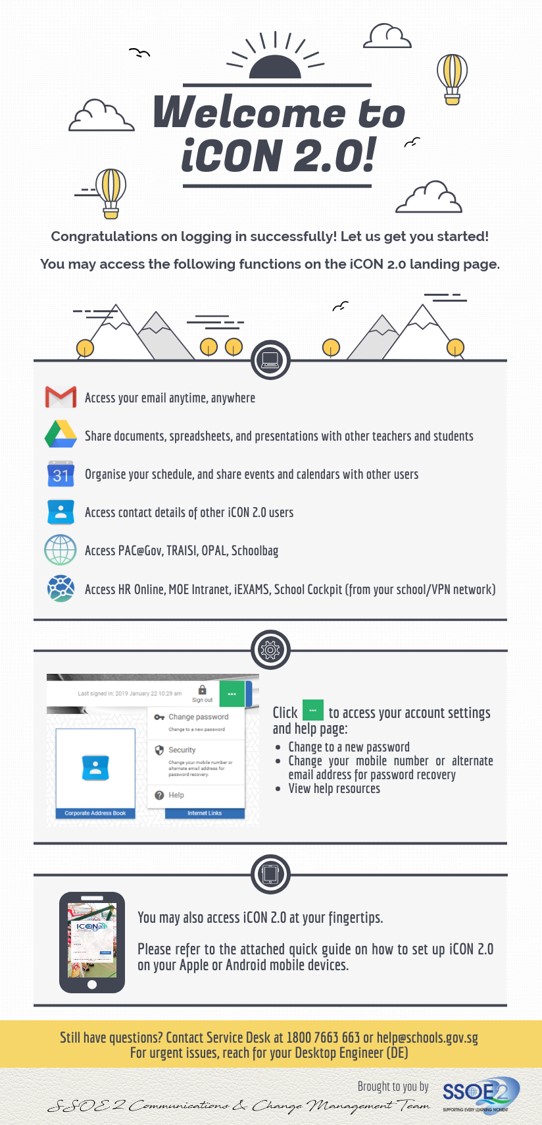 Welcome to
iCON 2.0!
Congratulations on logging in successfully! Let us get you started!
You may access the following functions on the iCON 2.0 landing page.
Access your email anytime, anywhere
Share documents, spreadsheets, and presentations with other teachers and students
31
Organise your schedule, and share events and calendars with other users
Access contact details of other iCON 2.0 users
Access PAC@Gov, TRAISI, OPAL, Schoolbag
Access HR Online, MOE Intranet, iEXAMS, School Cockpit (from your school/VPN network)
Last signed in: 2019 January 22 10:29 am
Sign out
Change password
Change to a new password
Security
Change your mobile number or
alternate email address for
password recovery
Help
Corporate Address Book
Internet Links
Click ... to access your account settings
and help page:
• Change to a new password
• Change your mobile number or alternate
email address for password recovery
• View help resources
iCON
You may also access iCON 2.0 at your fingertips.
Please refer to the attached quick guide on how to set up iCON 2.0
on your Apple or Android mobile devices.
Still have questions? Contact Service Desk at 1800 7663 663 or help@schools.gov.sg
For urgent issues, reach for your Desktop Engineer (DE)
Brought to you by
SSOE 2 Communications & Change Management Team
SSOE2
SUPPORTING EVERY LEARNING MOMENT